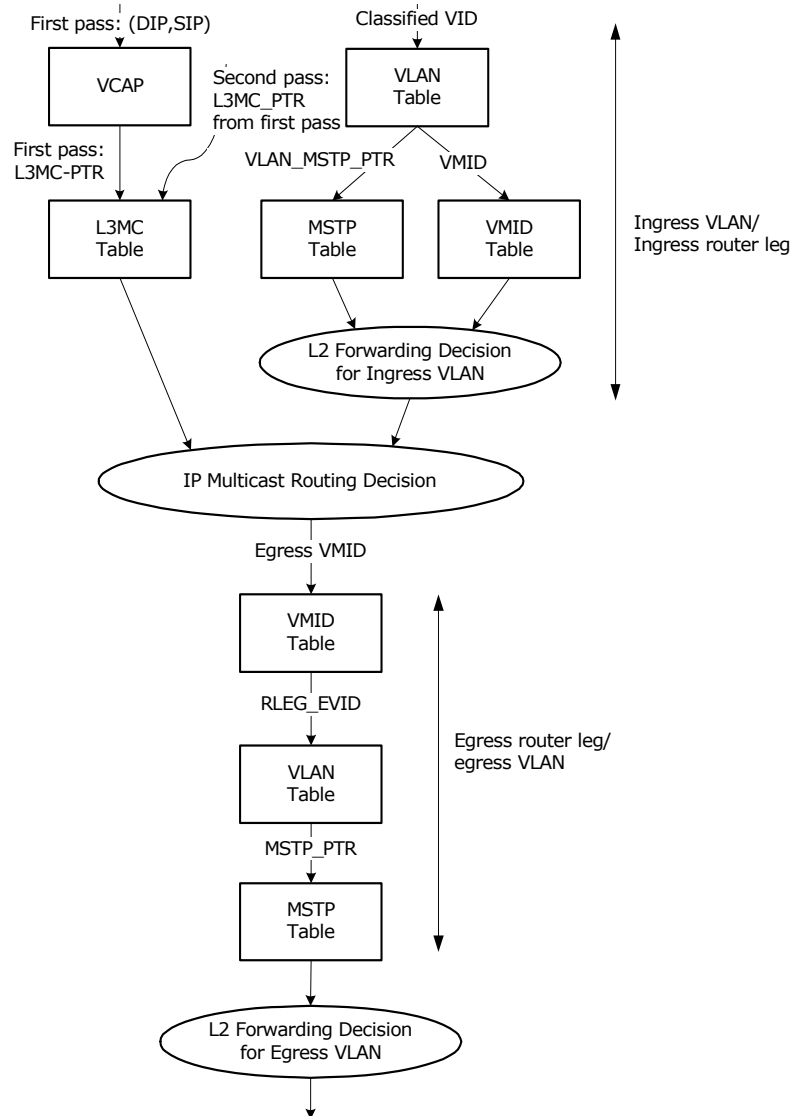 First pass: (DIP,SIP)
Classified VID
VCAP
Second pass:
L3MC_PTR
from first pass
VLAN
Table
First pass:
L3MC-PTR
VLAN_MSTP_PTR
VMID
L3MC
Table
MSTP
Table
VMID
Table
Ingress VLAN/
Ingress router leg
L2 Forwarding Decision
for Ingress VLAN
IP Multicast Routing Decision
Egress VMID
VMID
Table
RLEG_EVID
Egress router leg/
egress VLAN
VLAN
Table
MSTP_PTR
MSTP
Table
L2 Forwarding Decision
for Egress VLAN